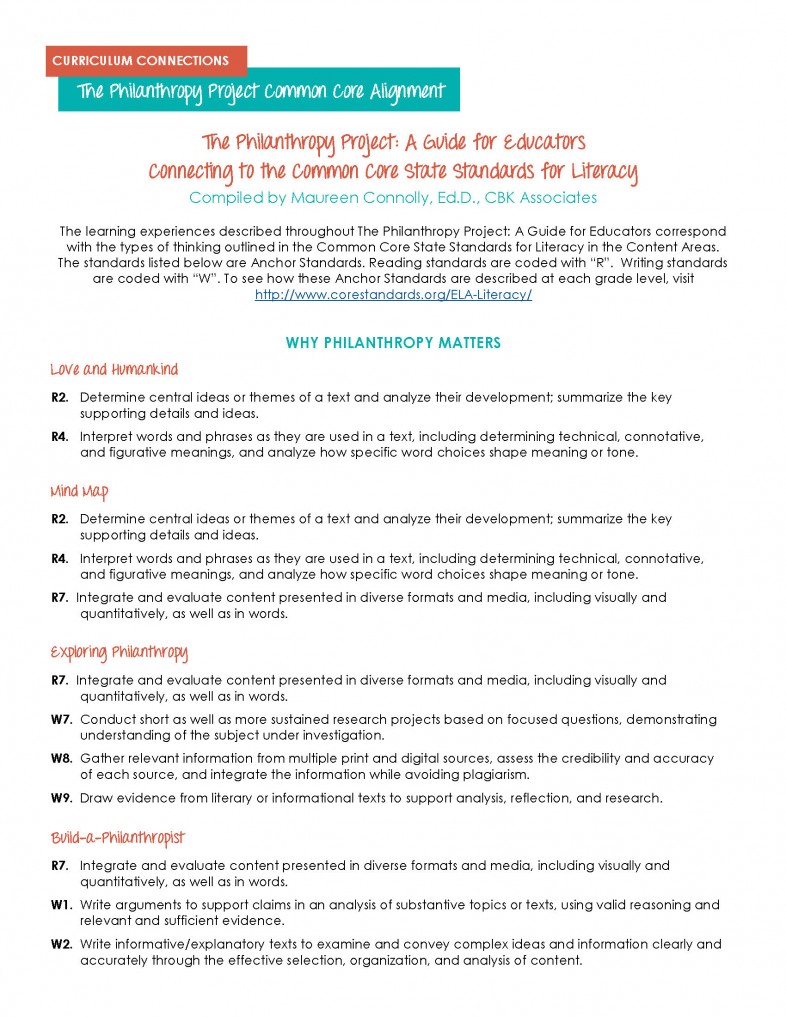 CURRICULUM CONNECTIONS
The Philanthropy Project Common Core Alignment
The Philanthropy Project: A Guide for Educators
Connecting to the Common Core State Standards for Literacy
Compiled by Maureen Connolly, Ed.D., CBK Associates
The learning experiences described throughout The Philanthropy Project: A Guide for Educators correspond
with the types of thinking outlined in the Common Core State Standards for Literacy in the Content Areas.
The standards listed below are Anchor Standards. Reading standards are coded with “R”.  Writing standards
are coded with “W”. To see how these Anchor Standards are described at each grade level, visit
http://www.corestandards.org/ELA-Literacy/
WHY PHILANTHROPY MATTERS
Love and Humankind
R2. Determine central ideas or themes of a text and analyze their development; summarize the key
supporting details and ideas.
R4. Interpret words and phrases as they are used in a text, including determining technical, connotative,
and figurative meanings, and analyze how specific word choices shape meaning or tone.
Mind Map
R2. Determine central ideas or themes of a text and analyze their development; summarize the key
supporting details and ideas.
R4. Interpret words and phrases as they are used in a text, including determining technical, connotative,
and figurative meanings, and analyze how specific word choices shape meaning or tone.
R7. Integrate and evaluate content presented in diverse formats and media, including visually and
quantitatively, as well as in words.
Exploring Philanthropy
R7. Integrate and evaluate content presented in diverse formats and media, including visually and
quantitatively, as well as in words.
W7. Conduct short as well as more sustained research projects based on focused questions, demonstrating
understanding of the subject under investigation.
W8. Gather relevant information from multiple print and digital sources, assess the credibility and accuracy
of each source, and integrate the information while avoiding plagiarism.
W9. Draw evidence from literary or informational texts to support analysis, reflection, and research.
Build-a-Philanthropist
R7. Integrate and evaluate content presented in diverse formats and media, including visually and
quantitatively, as well as in words.
W1. Write arguments to support claims in an analysis of substantive topics or texts, using valid reasoning and
relevant and sufficient evidence.
W2. Write informative/explanatory texts to examine and convey complex ideas and information clearly and
accurately through the effective selection, organization, and analysis of content.